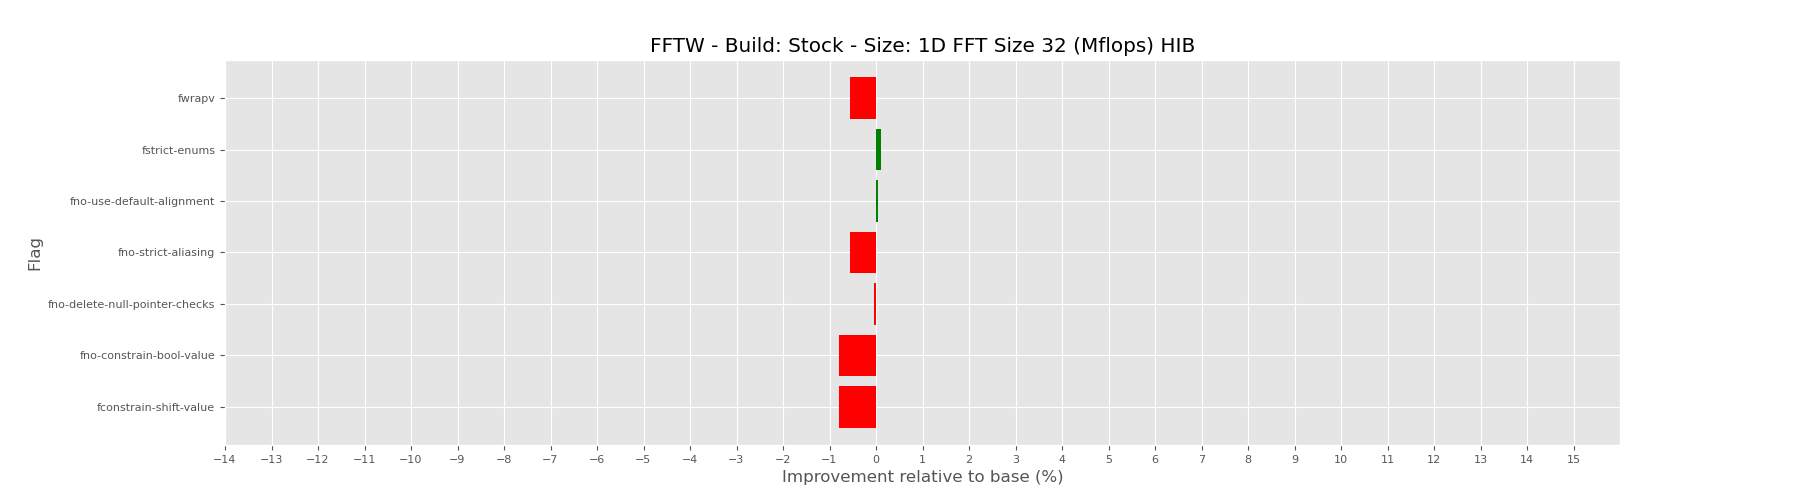 FFTW - Build: Stock - Size: 1D FFT Size 32 (Mflops) HIB
Flag
fwrapv
fstrict-enums
fno-use-default-alignment
fno-strict-aliasing
fno-delete-null-pointer-checks
fno-constrain-bool-value
fconstrain-shift-value
−14 −13 −12 −11 −10 −9 −8 −7 −6 −5 −4 −3 −2 −1 0 1 2 3 4 5 6 7 8 9 10 11 12 13 14 15
Improvement relative to base (%)